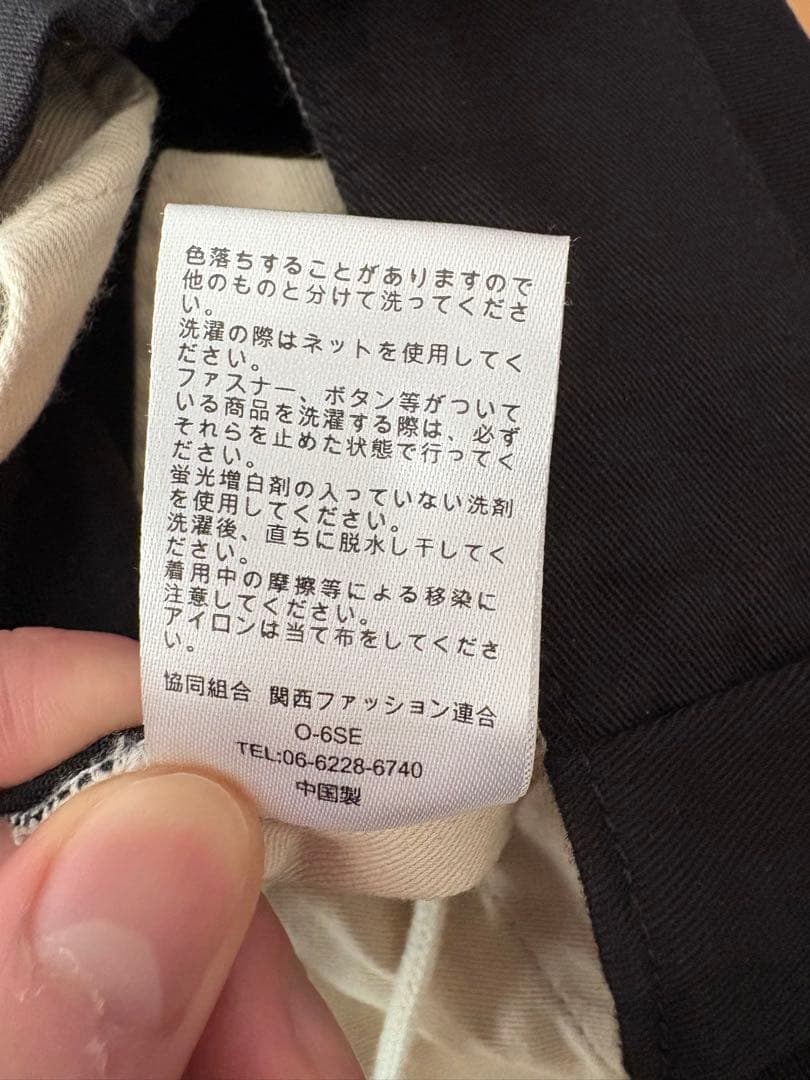 色落ちすることがありますので
他のものと分けて洗ってくださ
い。
洗濯の際はネットを使用してく
ださい。
ファスナー、ボタン等がついて
いる商品を洗濯する際は、必ず
それらを止めた状態で行ってく
ださい。
蛍光増白剤の入っていない洗剤
を使用してください。
洗濯後、直ちに脱水し干してく
ださい。
着用中の摩擦等による移染に
注意してください。
アイロンは当て布をしてくださ
い。
協同組合 関西ファッション連合
O-6SE
TEL:06-6228-6740
中国製